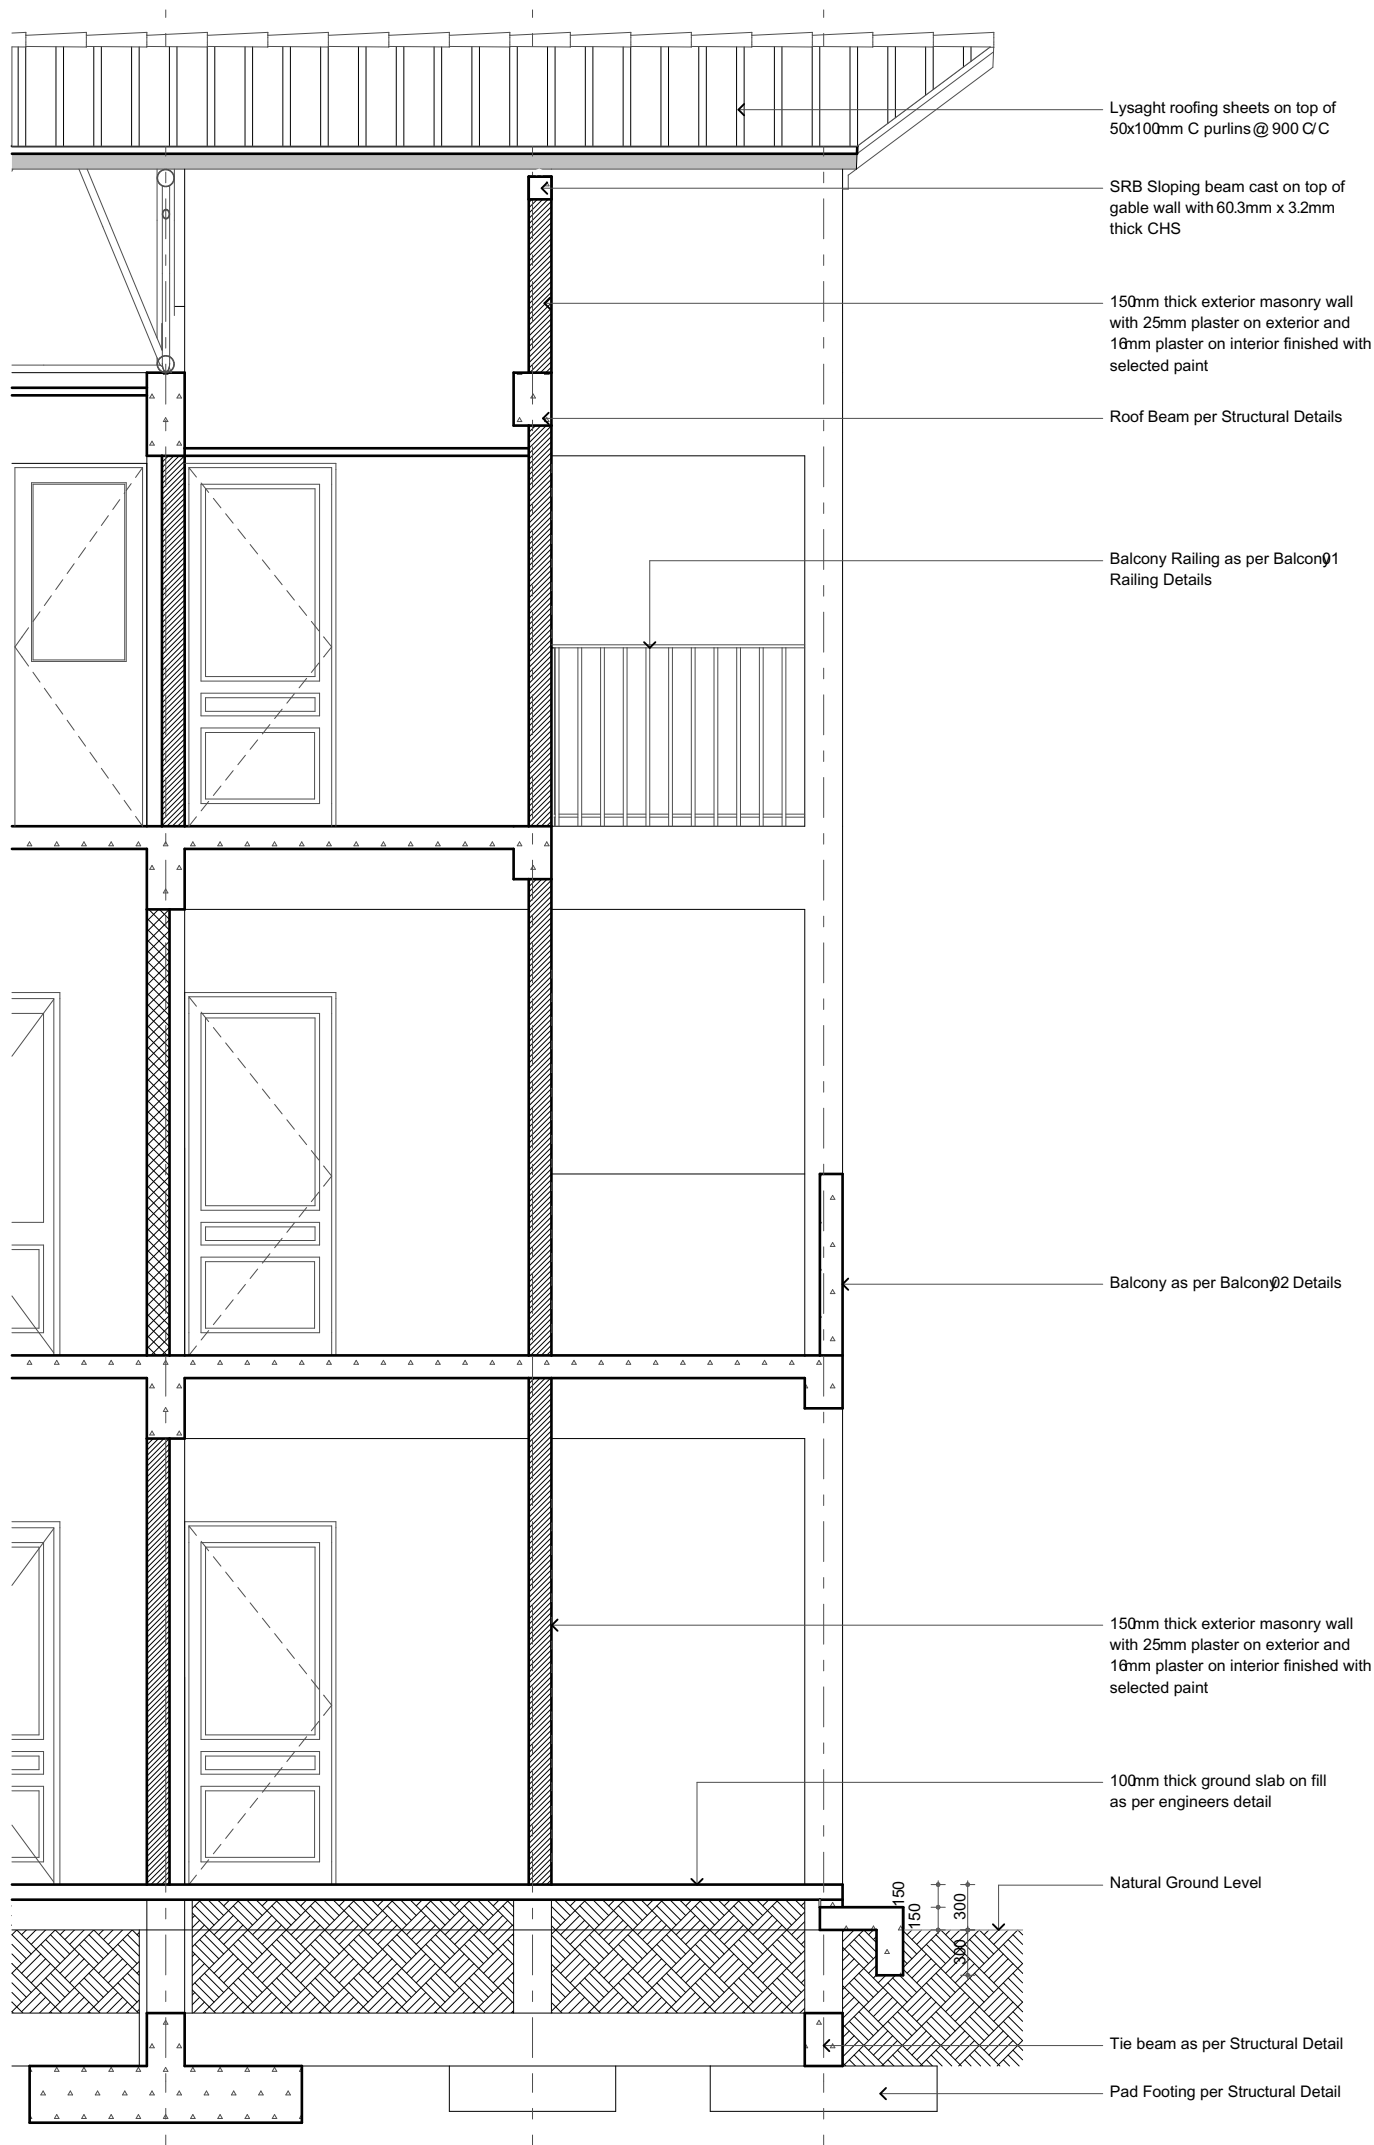 Lysaght roofing sheets on top of
50x100mm C purlins @ 900 C/C
SRB Sloping beam cast on top of
gable wall with 60.3mm x 3.2mm
thick CHS
150mm thick exterior masonry wall
with 25mm plaster on exterior and
16mm plaster on interior finished with
selected paint
Roof Beam per Structural Details
Balcony Railing as per Balcony01
Railing Details
Balcony as per Balcony02 Details
150mm thick exterior masonry wall
with 25mm plaster on exterior and
16mm plaster on interior finished with
selected paint
100mm thick ground slab on fill
as per engineers detail
Natural Ground Level
150
150
300
300
Tie beam as per Structural Detail
Pad Footing per Structural Detail